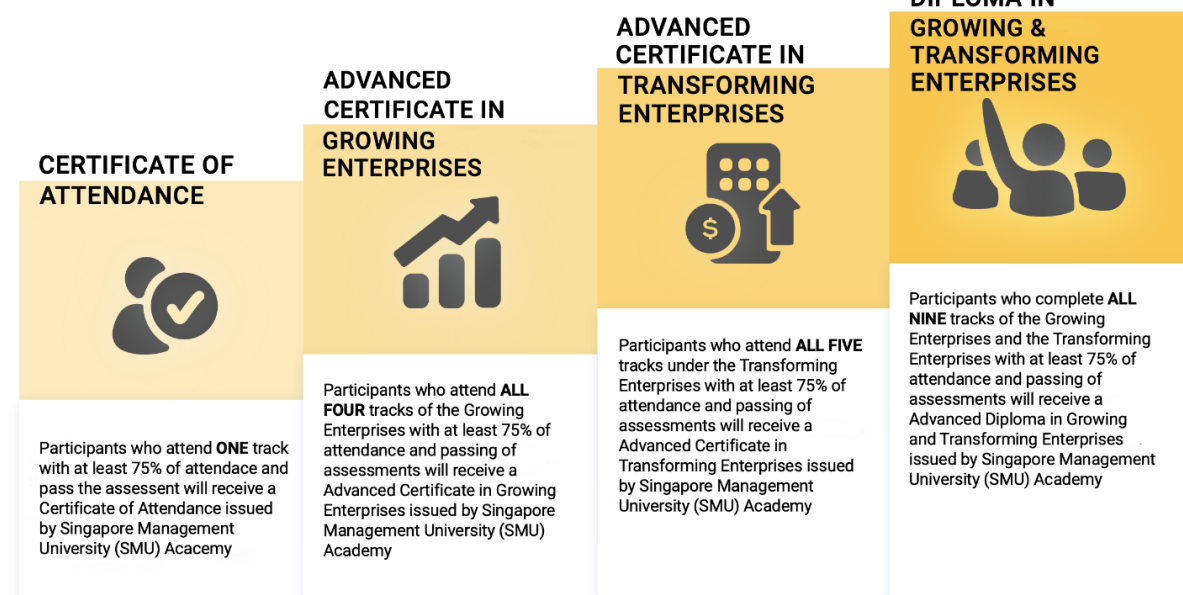 CERTIFICATE OF
ATTENDANCE
Participants who attend ONE track
with at least 75% of attendace and
pass the assessent will receive a
Certificate of Attendance issued
by Singapore Management
University (SMU) Acacemy
ADVANCED
CERTIFICATE IN
GROWING
ENTERPRISES
Participants who attend ALL
FOUR tracks of the Growing
Enterprises with at least 75% of
attendance and passing of
assessments will receive a
Advanced Certificate in Growing
Enterprises issued by Singapore
Management University (SMU)
Academy
ADVANCED
CERTIFICATE IN
TRANSFORMING
ENTERPRISES
$
Participants who attend ALL FIVE
tracks under the Transforming
Enterprises with at least 75% of
attendance and passing of
assessments will receive a
Advanced Certificate in
Transforming Enterprises issued
by Singapore Management
University (SMU) Academy
DIPLOMA IN
GROWING &
TRANSFORMING
ENTERPRISES
Participants who complete ALL
NINE tracks of the Growing
Enterprises and the Transforming
Enterprises with at least 75% of
attendance and passing of
assessments will receive a
Advanced Diploma in Growing
and Transforming Enterprises
issued by Singapore Management
University (SMU) Academy